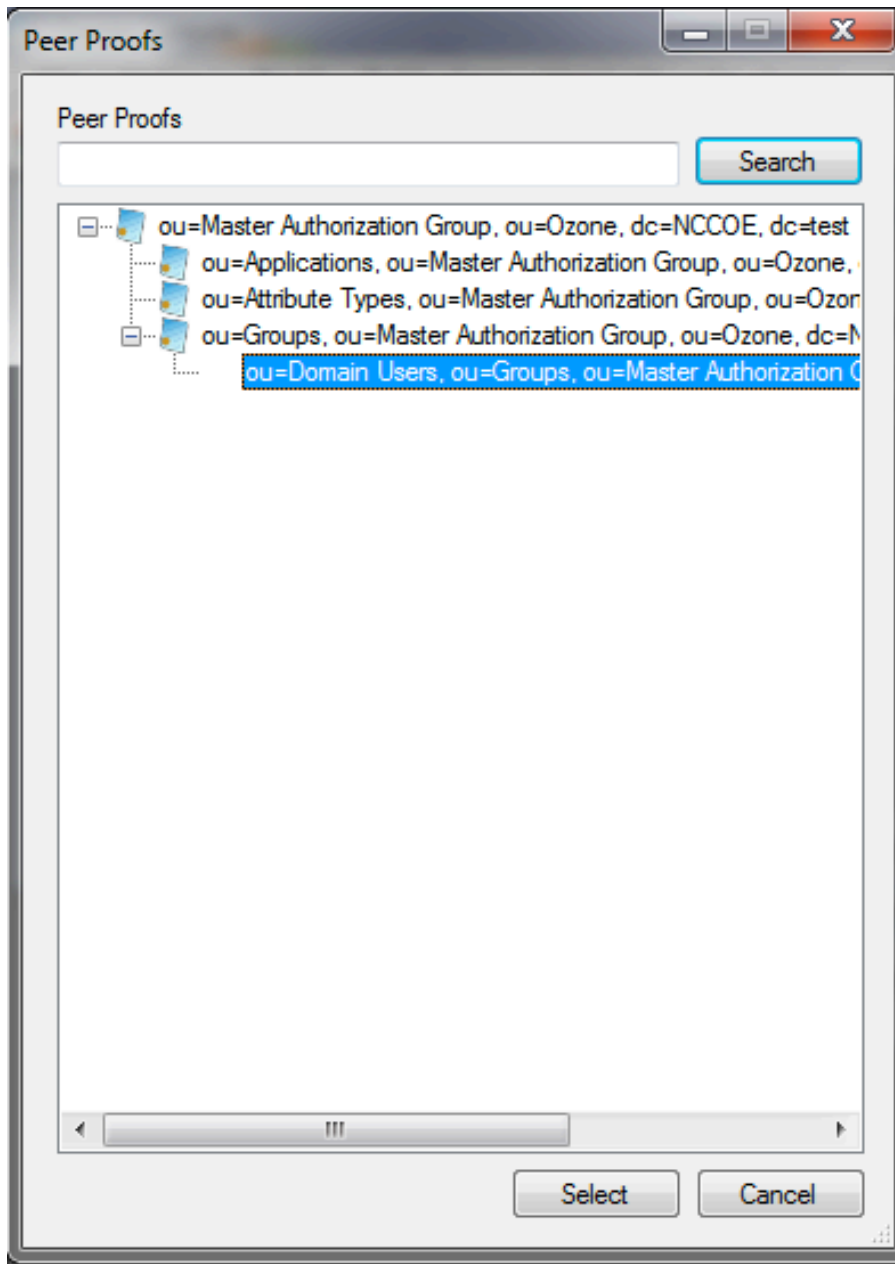 Peer Proofs
Peer Proofs
Search
ou=Master Authorization Group, ou=Ozone, dc=NCCOE, dc=test
ou=Applications, ou=Master Authorization Group, ou=Ozone,
ou=Attribute Types, ou=Master Authorization Group, ou=Ozon
ou=Groups, ou=Master Authorization Group, ou=Ozone, dc=N
ou=Domain Users, ou=Groups, ou=Master Authorization
Select
Cancel